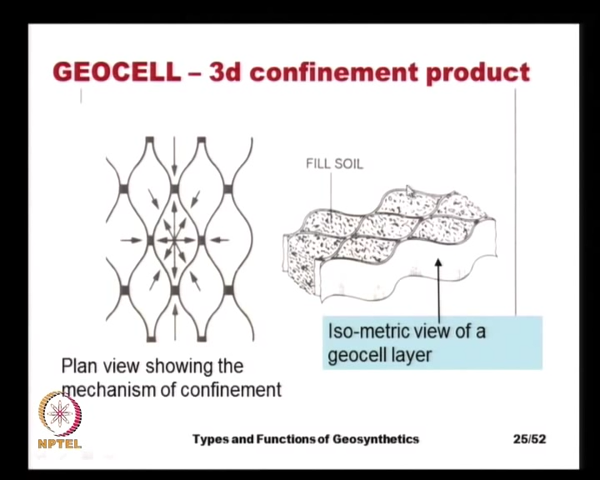 GEOCELL – 3d confinement product
FILL SOIL
Iso-metric view of a
geocell layer
Plan view showing the
mechanism of confinement
NPTEL
Types and Functions of Geosynthetics
25/52